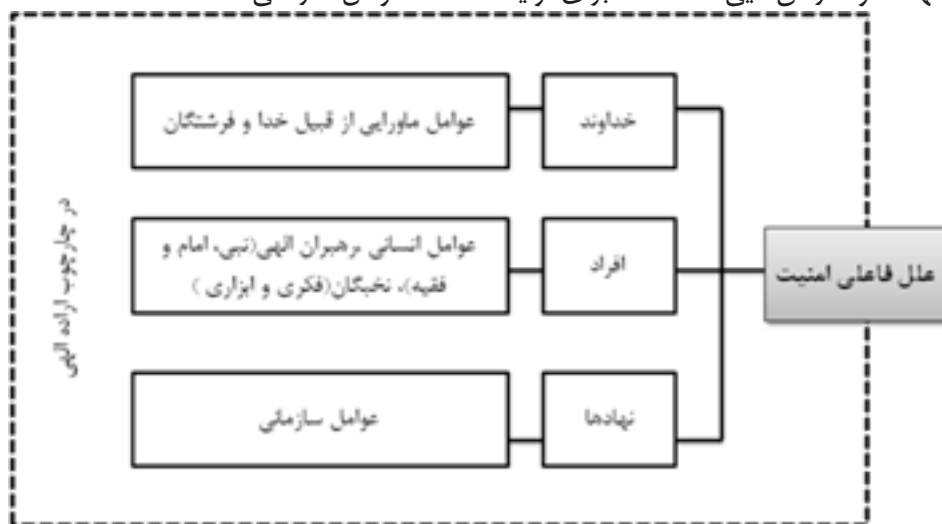 علل فاعلی امنیت
خداوند
عوامل ماورایی از قبیل خدا و فرشتگان
افراد
عوامل انسانی رهبران الهی(نبی، امام و
فقیه)، نخبگان(فکری و ابزاری )
نهادها
عوامل سازمانی
در چارچوب اراده الهی